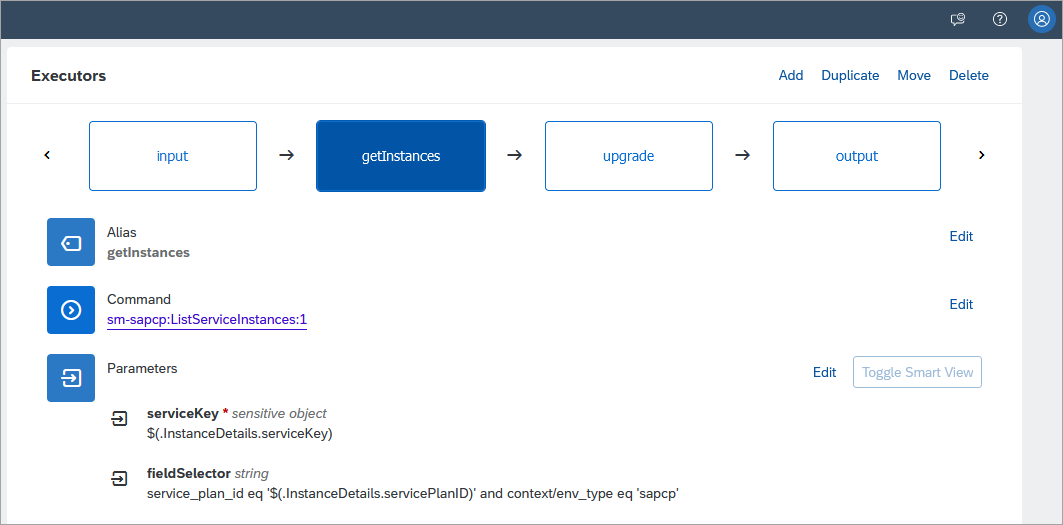 Executors
Add Duplicate Move Delete
input
getInstances
upgrade
output
Alias
getInstances
Edit
Command
sm-sapcp:ListServiceInstances:1
Edit
Parameters
Edit
Toggle Smart View
serviceKey * sensitive object
$(.InstanceDetails.serviceKey)
fieldSelector string
service_plan_id eq '$(.InstanceDetails.servicePlanID)' and context/env_type eq 'sapcp'